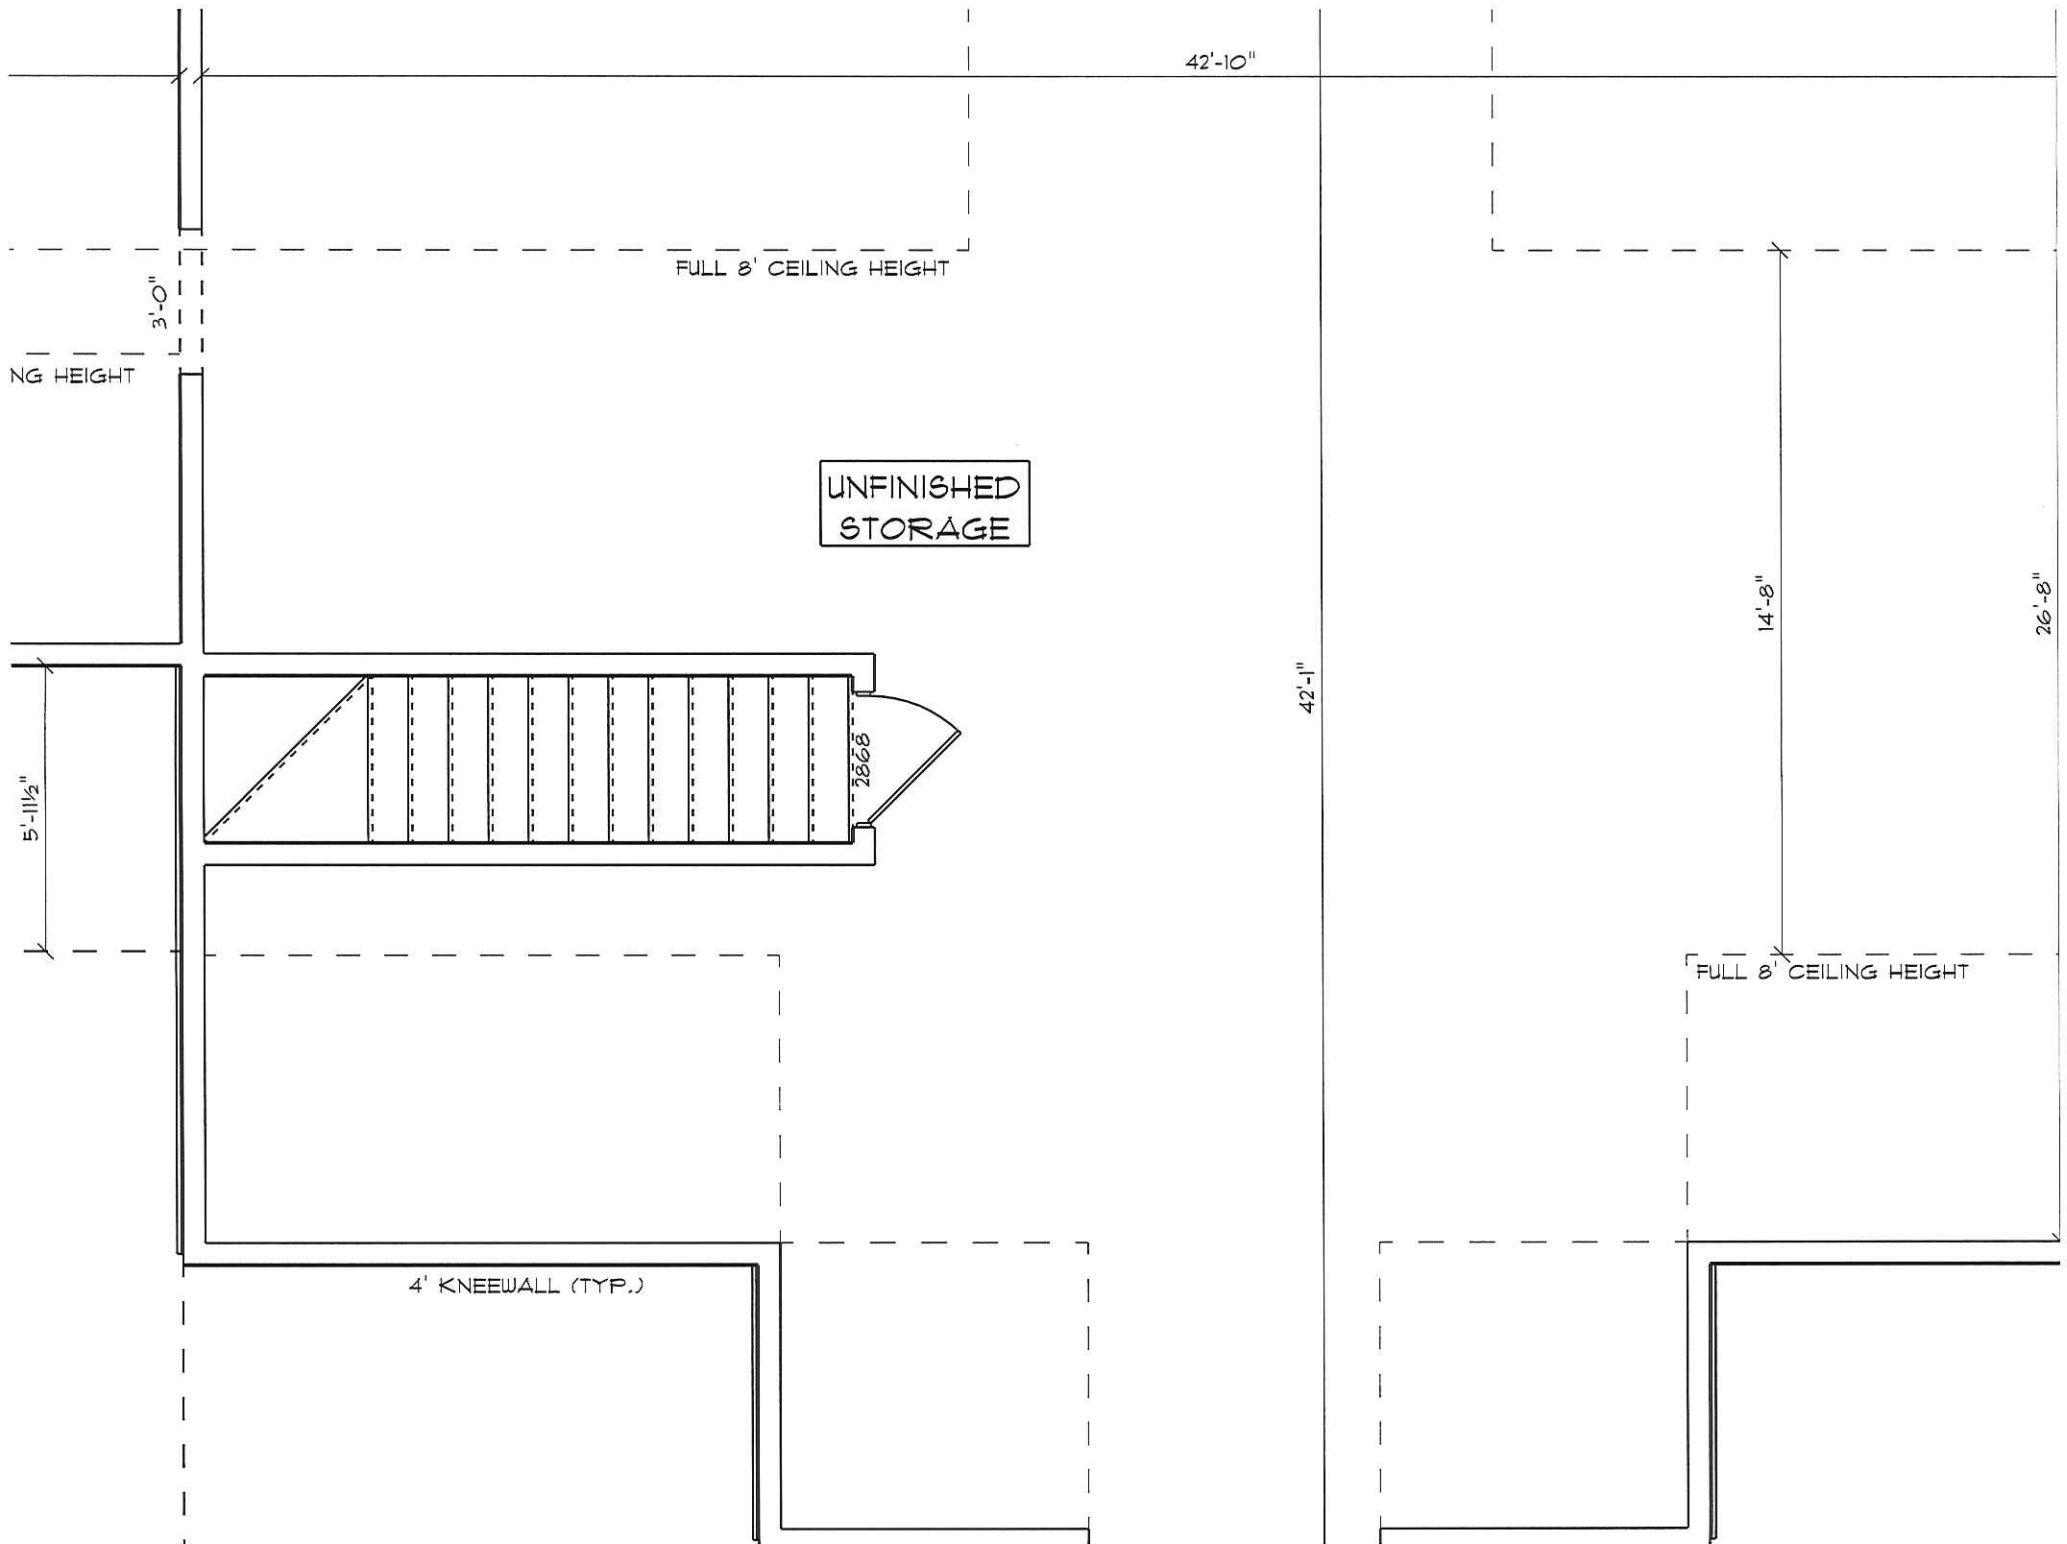 42'-10"
FULL 8' CEILING HEIGHT
3'-0"
NG HEIGHT
UNFINISHED
STORAGE
14'-8"
26'-8"
42'-1"
2868
5'-11½"
FULL 8' CEILING HEIGHT
4' KNEEWALL (TYP.)